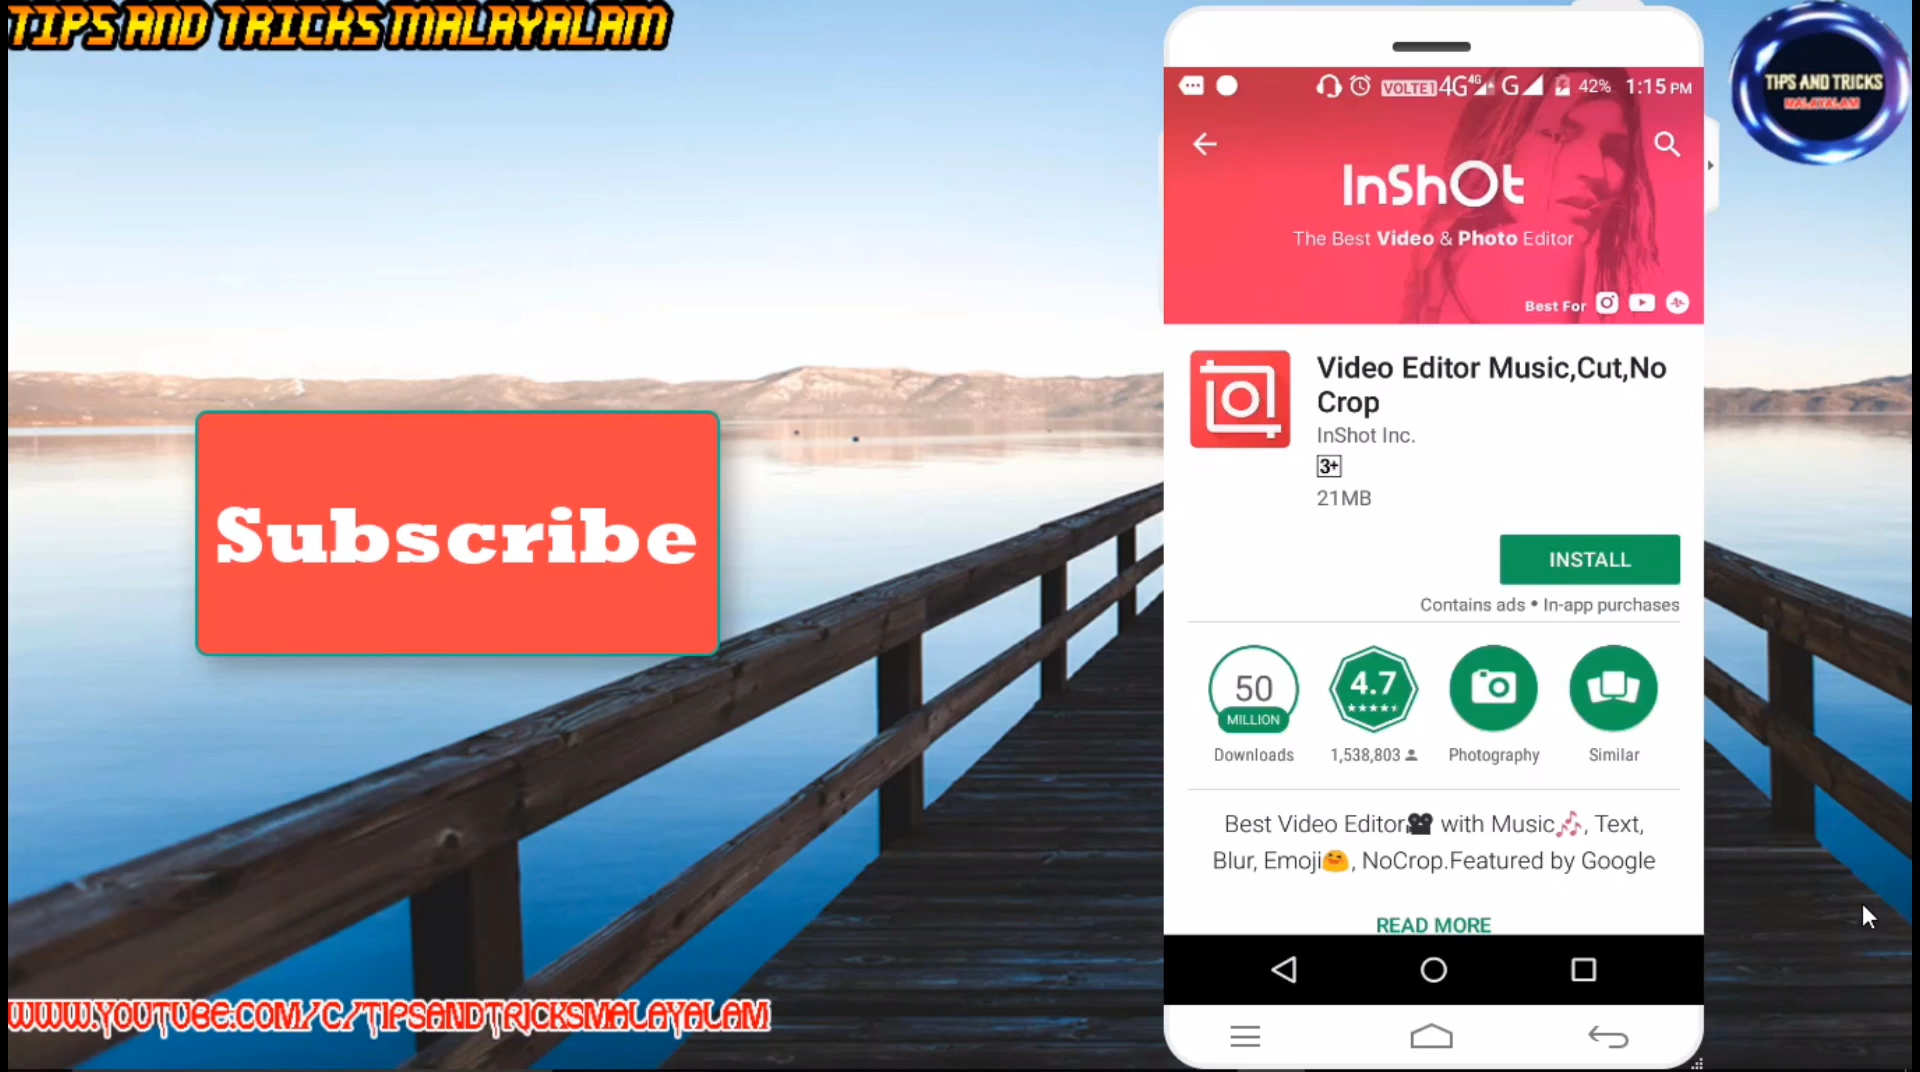 TIPS AND TRICKS MALAYALAM
TIPS AND TRICKS
MALAYALAM
VOLTE1 4G 4G G 42% 1:15 PM
InShOt
The Best Video & Photo Editor
Best For
Video Editor Music,Cut,No
Crop
InShot Inc.
3+
21MB
INSTALL
Contains ads • In-app purchases
50
MILLION
Downloads
4.7
1,538,803
Photography
Similar
Best Video Editor🎥 with Music🎶, Text,
Blur, Emoji😆, NoCrop.Featured by Google
READ MORE
Subscribe
WWW.YOUTUBE.COM/C/TIPSANDTRICKSMALAYALAM